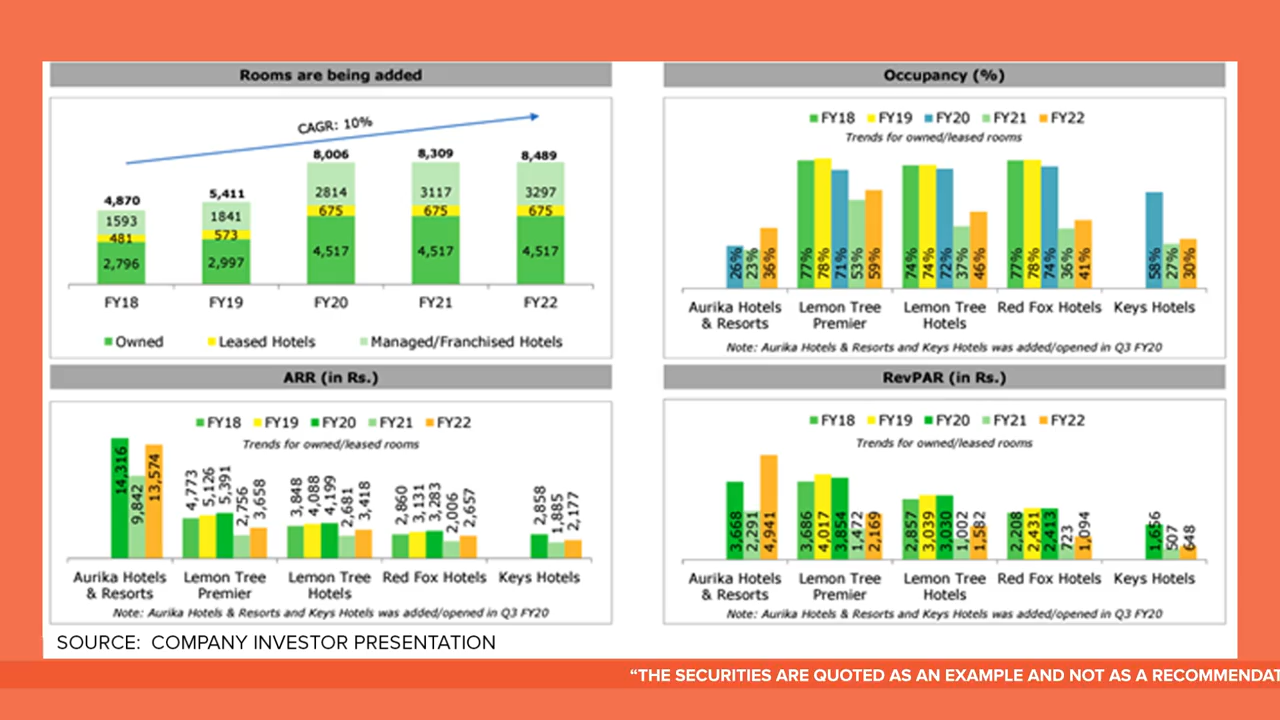 Rooms are being added
CAGR: 10%
4,870
5,411
8,006
8,309
8,489
1593
1841
2814
3117
3297
481
573
675
675
675
2,796
2,997
4,517
4,517
4,517
FY18
FY19
FY20
FY21
FY22
Owned
Leased Hotels
Managed/Franchised Hotels
Occupancy (%)
FY18 FY19 FY20 FY21 FY22
Trends for owned/leased rooms
26% 23% 36%
77% 78% 71% 53% 59%
74% 74% 72% 37% 46%
77% 78% 74% 36% 41%
58% 27% 30%
Aurika Hotels
& Resorts
Lemon Tree
Premier
Lemon Tree
Hotels
Red Fox Hotels
Keys Hotels
Note: Aurika Hotels & Resorts and Keys Hotels was added/opened in Q3 FY20
ARR (in Rs.)
FY18 FY19 FY20 FY21 FY22
Trends for owned/leased rooms
14,316 9,842 13,574
4,773 5,126 5,391 2,756 3,658
3,848 4,088 4,199 2,681 3,418
2,860 3,131 3,283 2,006 2,657
2,858 1,885 2,177
Aurika Hotels
& Resorts
Lemon Tree
Premier
Lemon Tree
Hotels
Red Fox Hotels
Keys Hotels
Note: Aurika Hotels & Resorts and Keys Hotels was added/opened in Q3 FY20
RevPAR (in Rs.)
FY18 FY19 FY20 FY21 FY22
Trends for owned/leased rooms
3,668 2,291 4,941
3,686 4,017 3,854 1,472 2,169
2,857 3,039 3,030 1,002 1,582
2,208 2,431 2,413 723 1,094
1,656 507 648
Aurika Hotels
& Resorts
Lemon Tree
Premier
Lemon Tree
Hotels
Red Fox Hotels
Keys Hotels
Note: Aurika Hotels & Resorts and Keys Hotels was added/opened in Q3 FY20
SOURCE: COMPANY INVESTOR PRESENTATION
“THE SECURITIES ARE QUOTED AS AN EXAMPLE AND NOT AS A RECOMMENDAT